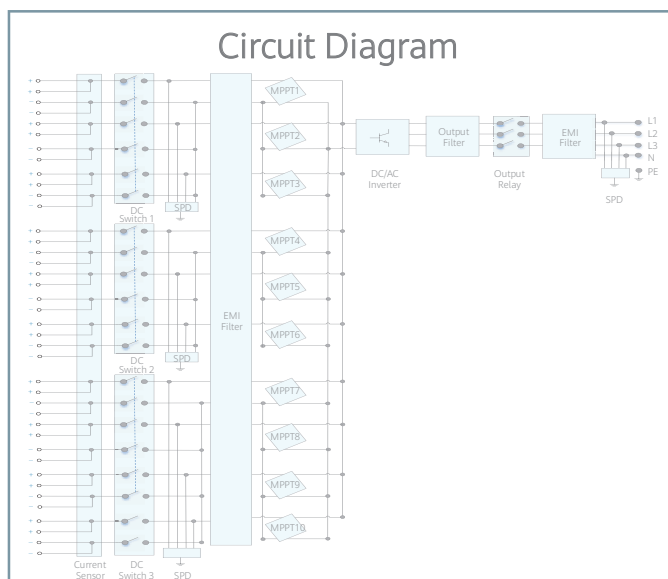 Circuit Diagram
MPPT1
MPPT2
MPPT3
DC
Switch 1
SPD
MPPT4
MPPT5
MPPT6
DC
Switch 2
SPD
EMI
Filter
MPPT7
MPPT8
MPPT9
MPPT10
Current
Sensor
DC
Switch 3
SPD
DC/AC
Inverter
Output
Filter
Output
Relay
EMI
Filter
L1
L2
L3
N
PE
SPD